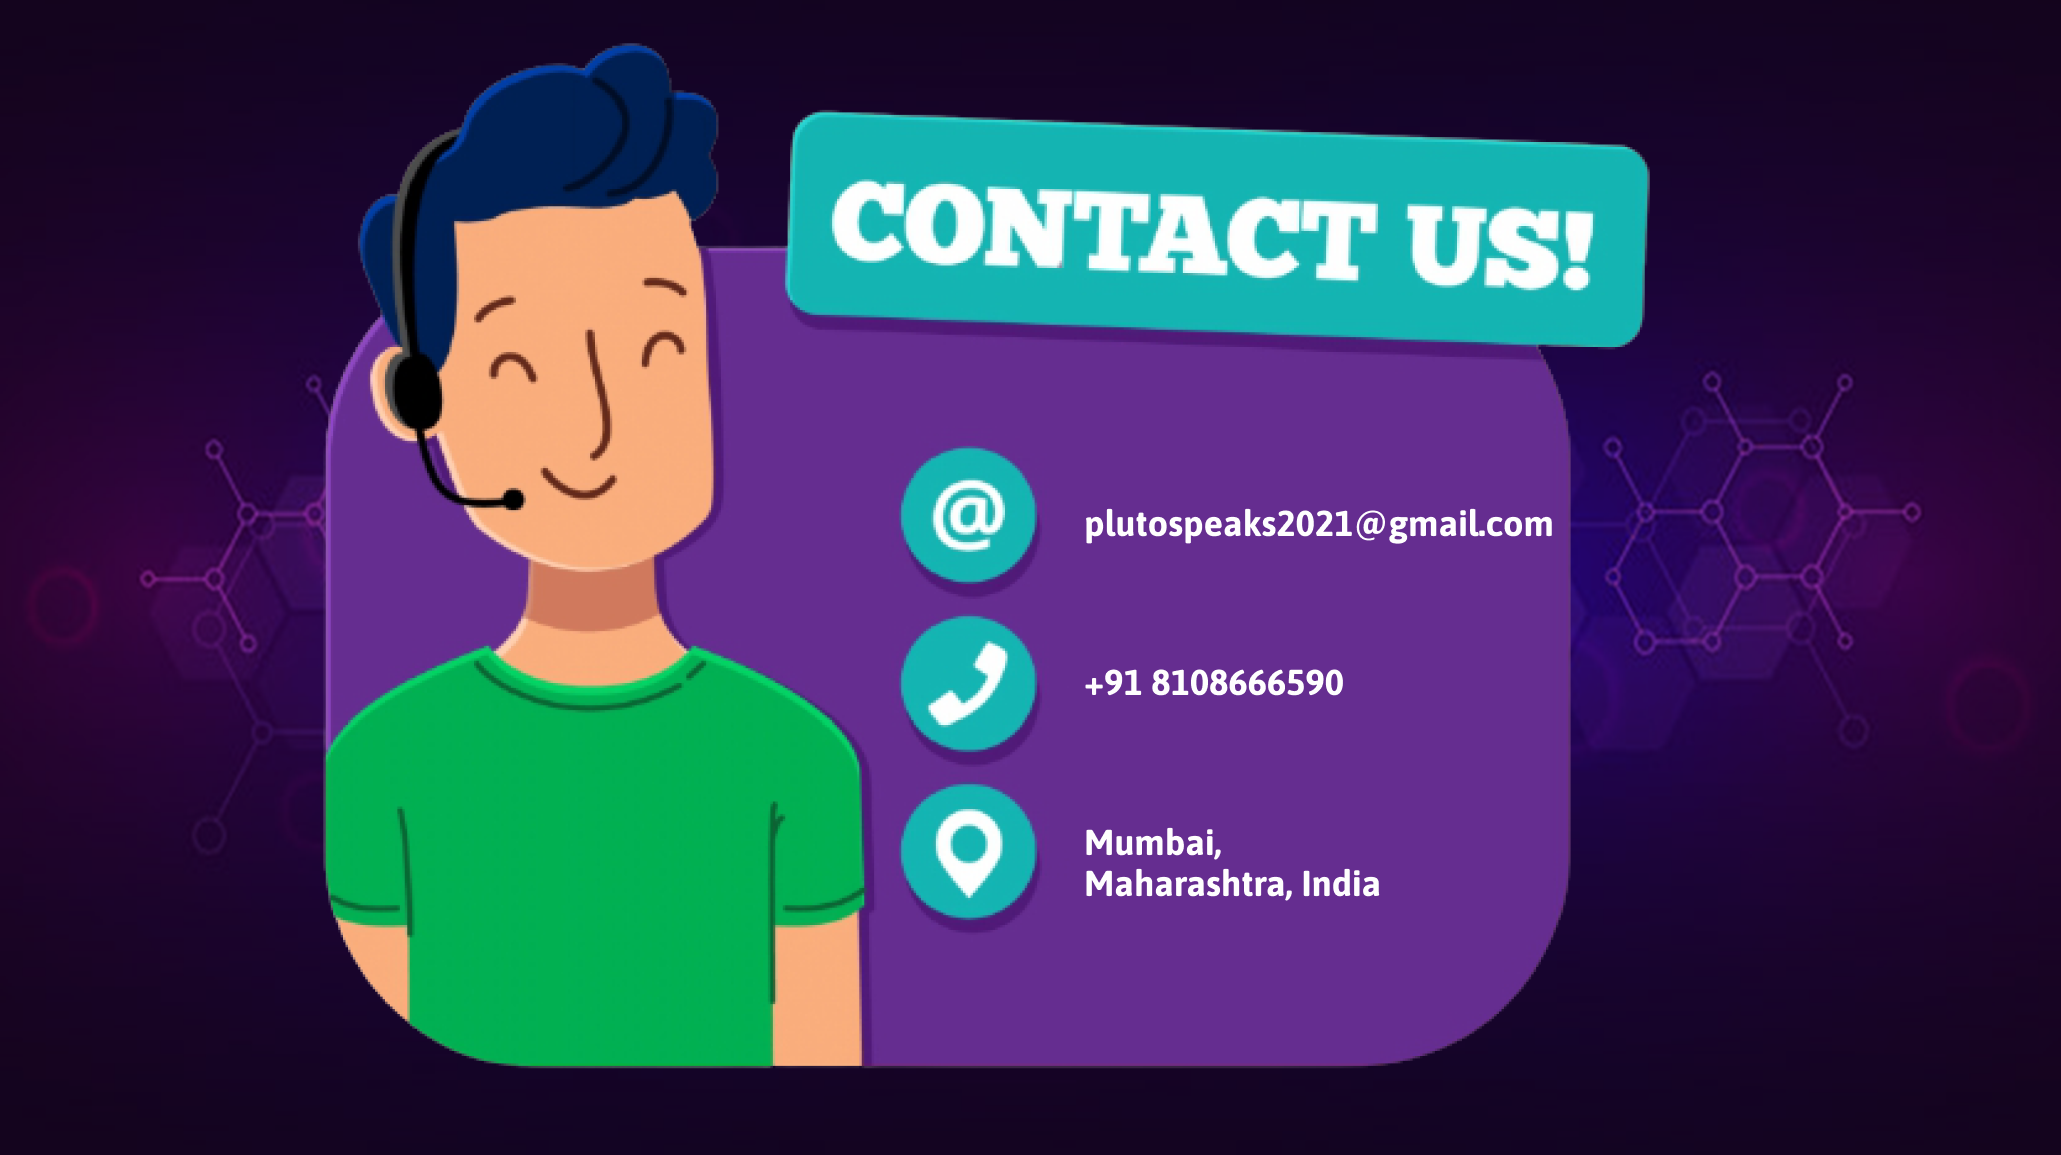 CONTACT US!
@
plutospeaks2021@gmail.com
+91 8108666590
Mumbai,
Maharashtra, India